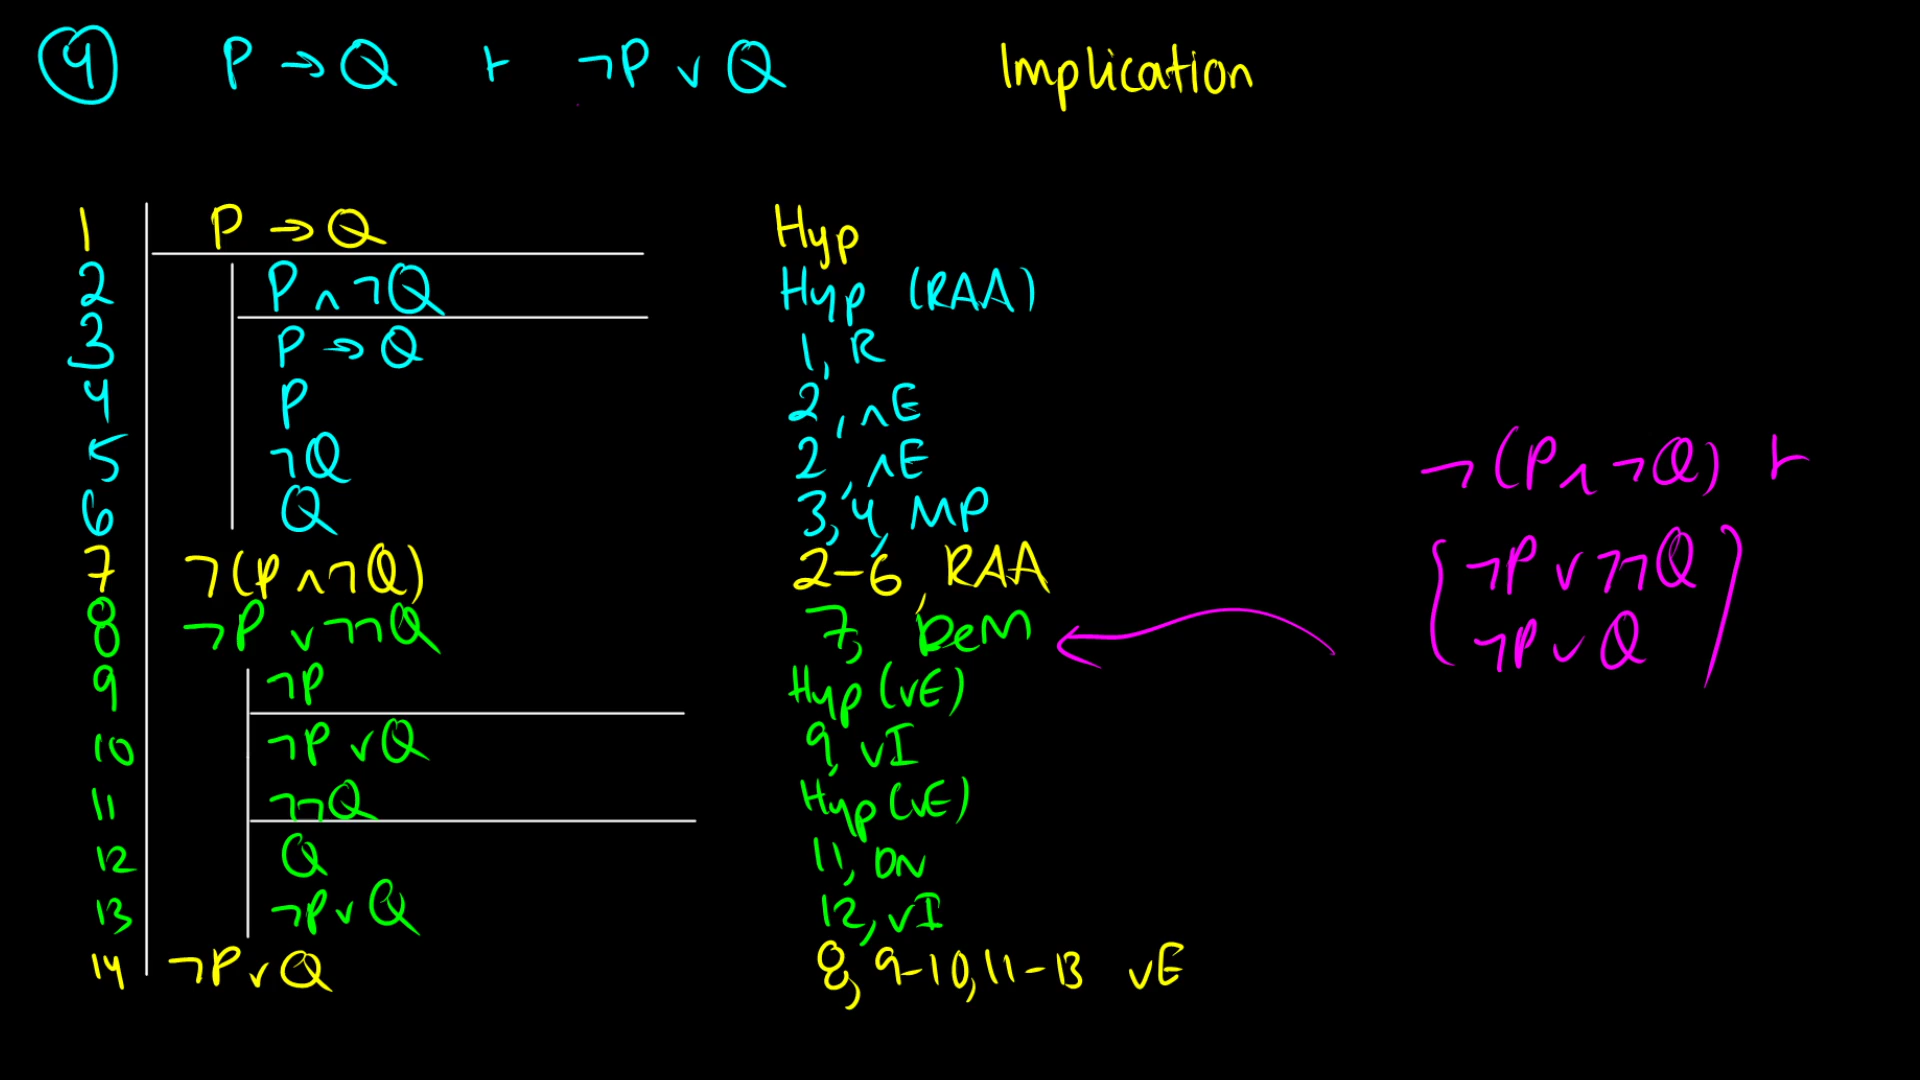 ④ P → Q ⊢ ¬P ∨ Q Implication
1 P → Q Hyp
2 P ∧ ¬Q Hyp (RAA)
3 P → Q 1, R
4 P 2, ∧E
5 ¬Q 2, ∧E
6 Q 3, 4, MP
7 ¬(P ∧ ¬Q) 2-6, RAA
8 ¬P ∨ ¬¬Q 7, DeM
9 ¬P Hyp (∨E)
10 ¬P ∨ Q 9, ∨I
11 ¬¬Q Hyp (∨E)
12 Q 11, DN
13 ¬P ∨ Q 12, ∨I
14 ¬P ∨ Q 8, 9-10, 11-13 ∨E
¬(P ∧ ¬Q) ⊢
(¬P ∨ ¬¬Q
¬P ∨ Q)